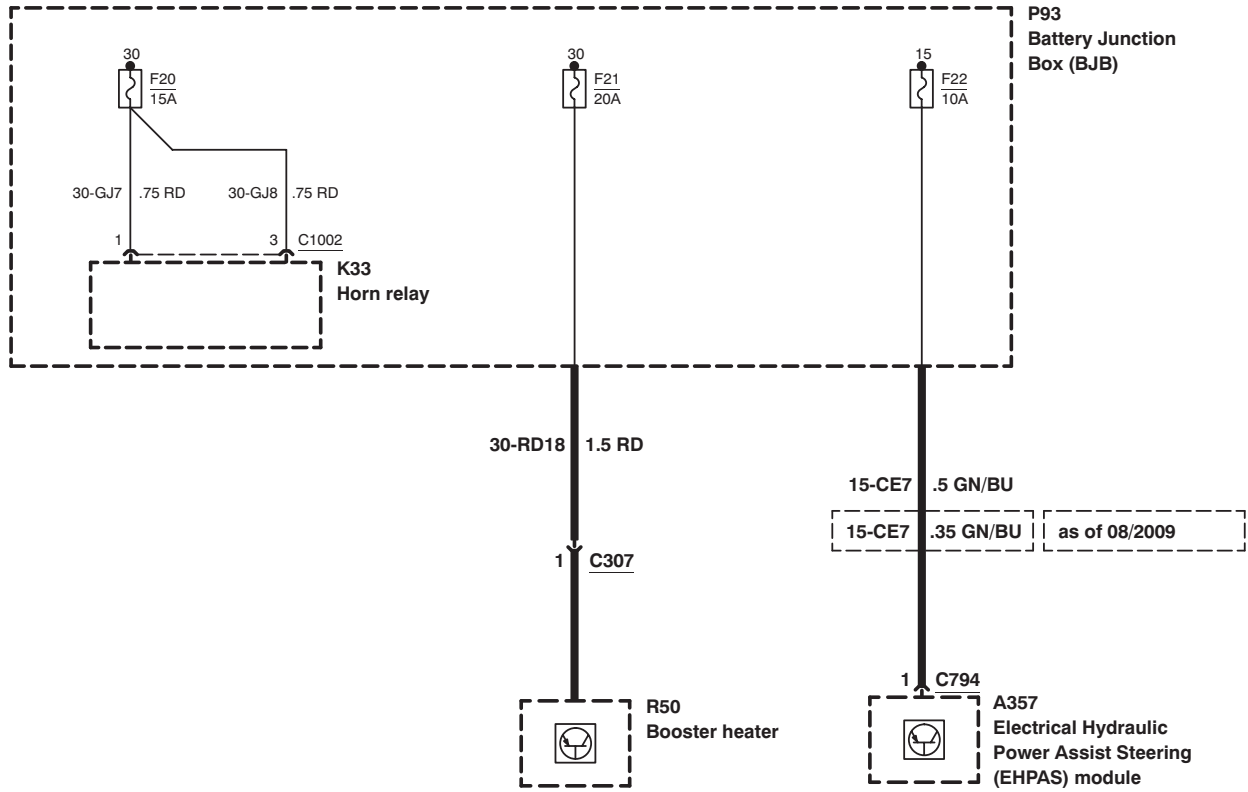 P93
Battery Junction
Box (BJB)
30
F20
15A
30
F21
20A
15
F22
10A
30-GJ7 .75 RD
30-GJ8 .75 RD
1
3 C1002
K33
Horn relay
30-RD18 1.5 RD
15-CE7 .5 GN/BU
15-CE7 .35 GN/BU as of 08/2009
1 C307
1 C794
R50
Booster heater
A357
Electrical Hydraulic
Power Assist Steering
(EHPAS) module